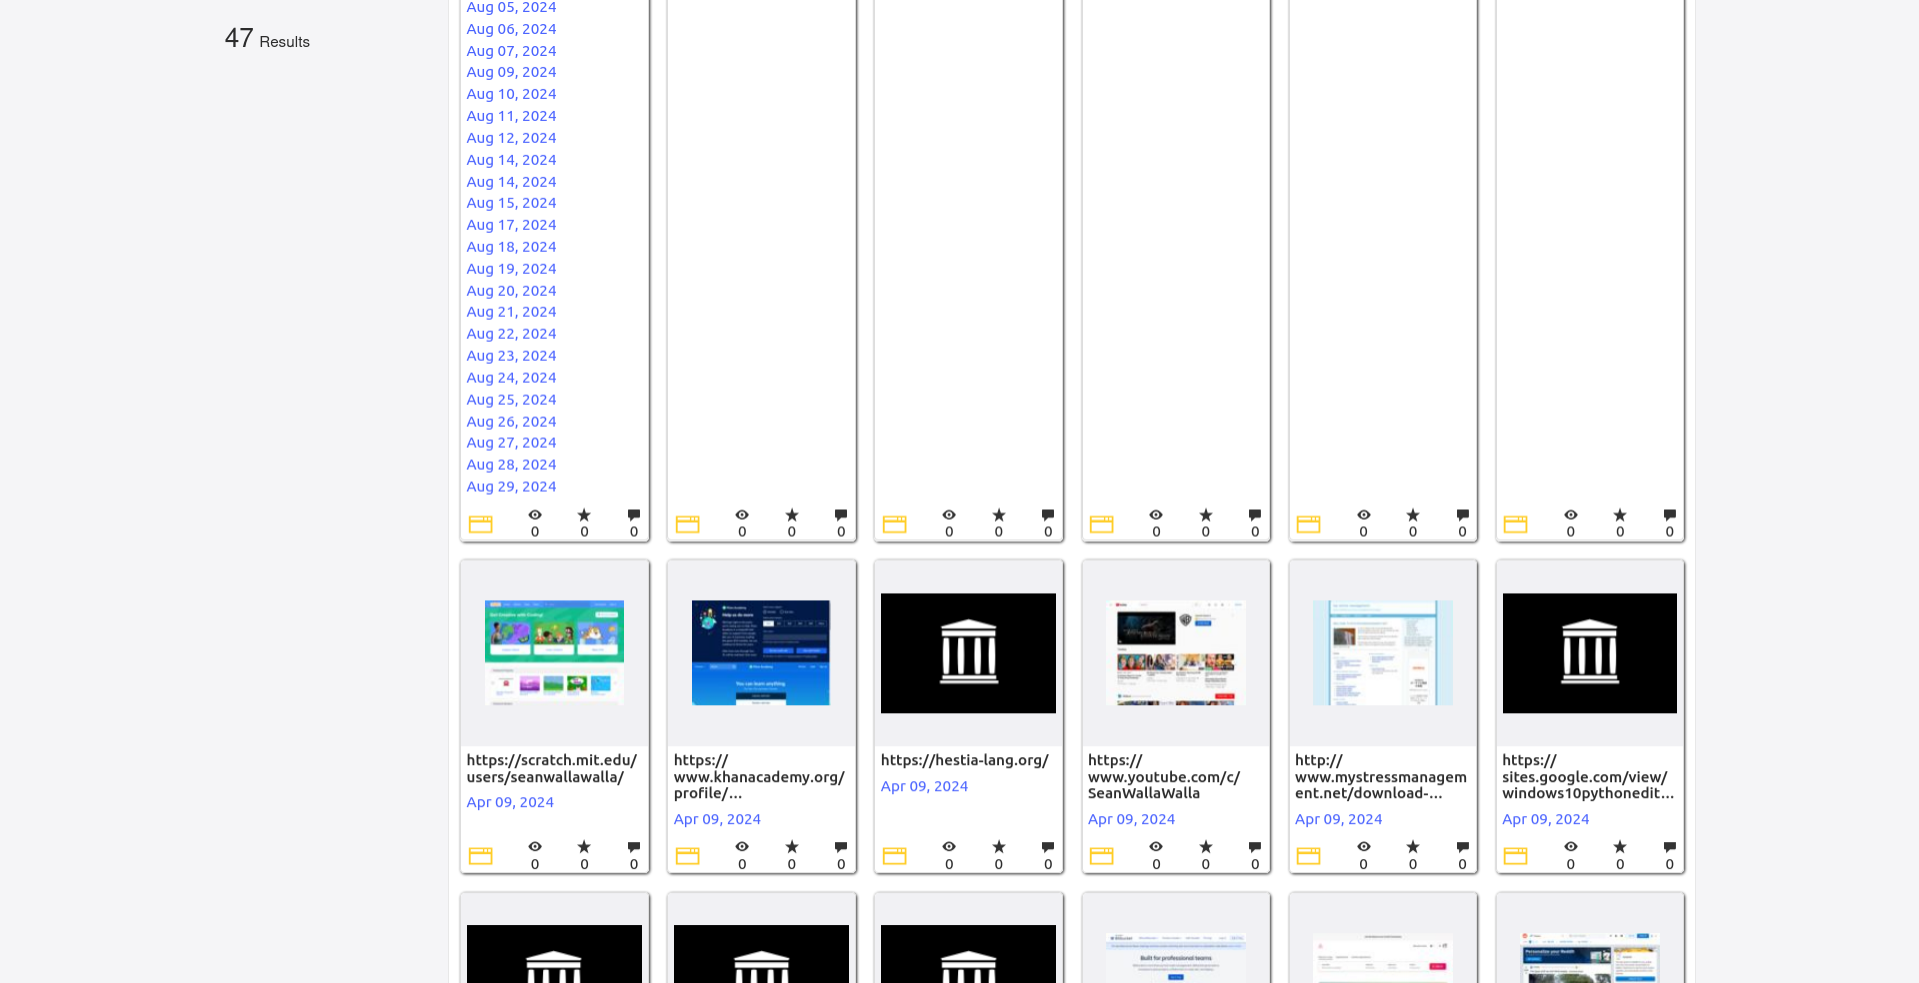 47 Results
Aug 05, 2024
Aug 06, 2024
Aug 07, 2024
Aug 09, 2024
Aug 10, 2024
Aug 11, 2024
Aug 12, 2024
Aug 14, 2024
Aug 14, 2024
Aug 15, 2024
Aug 17, 2024
Aug 18, 2024
Aug 19, 2024
Aug 20, 2024
Aug 21, 2024
Aug 22, 2024
Aug 23, 2024
Aug 24, 2024
Aug 25, 2024
Aug 26, 2024
Aug 27, 2024
Aug 28, 2024
Aug 29, 2024
0 0 0
0 0 0
0 0 0
0 0 0
0 0 0
0 0 0
https://scratch.mit.edu/
users/seanwallawalla/
Apr 09, 2024
0 0 0
https://
www.khanacademy.org/
profile/...
Apr 09, 2024
0 0 0
https://hestia-lang.org/
Apr 09, 2024
0 0 0
https://
www.youtube.com/c/
SeanWallaWalla
Apr 09, 2024
0 0 0
http://
www.mystressmanagem
ent.net/download-...
Apr 09, 2024
0 0 0
https://
sites.google.com/view/
windows10pythonedit...
Apr 09, 2024
0 0 0
Built for professional teams